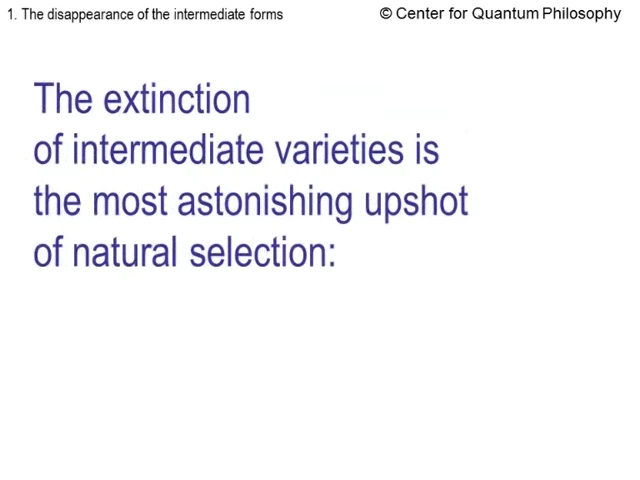 1. The disappearance of the intermediate forms
© Center for Quantum Philosophy
The extinction
of intermediate varieties is
the most astonishing upshot
of natural selection: